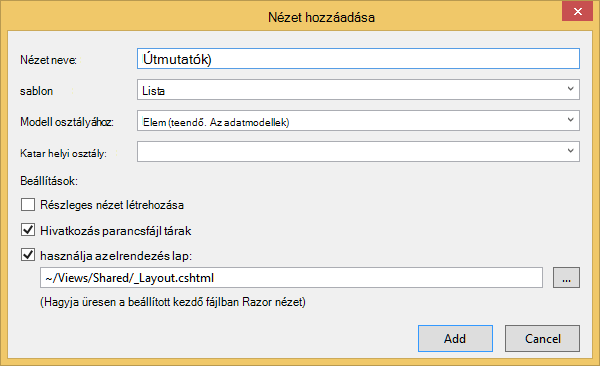 Nézet hozzáadása
Nézet neve: Útmutatók)
sablon Lista
Modell osztályához: Elem (teendő. Az adatmodellek)
Katar helyi osztály:
Beállítások:
Részleges nézet létrehozása
Hivatkozás parancsfájl tárak
használja azelrendezés lap:
~/Views/Shared/_Layout.cshtml ...
(Hagyja üresen a beállított kezdő fájlban Razor nézet)
Add Cancel